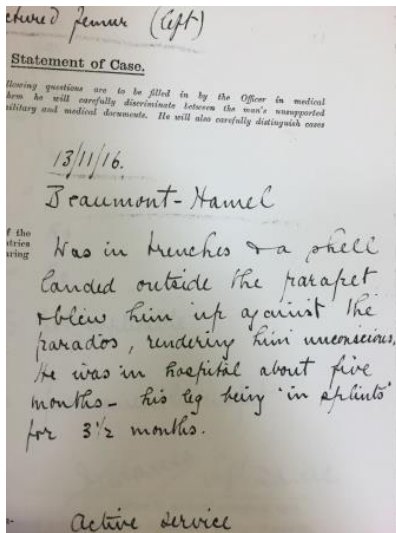 ctured Femur (left)
Statement of Case.
llowing questions are to be filled in by the Officer in medical
hem he will carefully discriminate between the man's unsupported
ilitary and medical documents. He will also carefully distinguish cases
13/11/16.
Beaumont-Hamel
f the
ntries
uring
Was in trenches & a shell
landed outside the parapet
& blew him up against the
parados, rendering him unconscious.
He was in hospital about five
months - his leg being 'in splints'
for 3½ months.
Active service